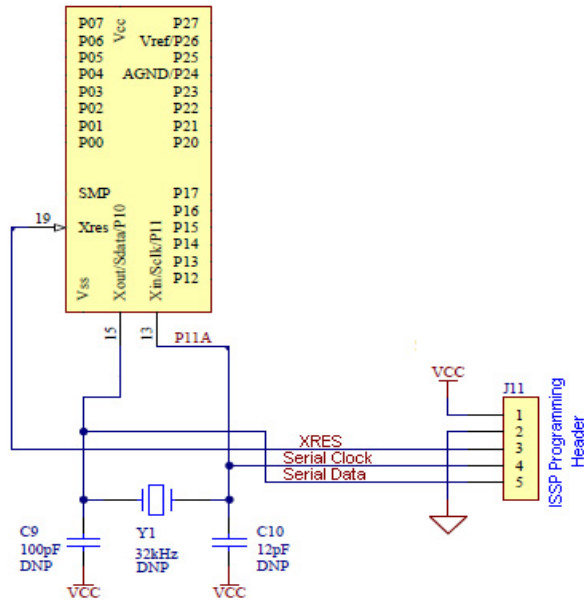 P07 Vcc P27
P06 Vref/P26
P05 P25
P04 AGND/P24
P03 P23
P02 P22
P01 P21
P00 P20
SMP P17
P16
19 Xres P15
P14
P13
P12
Vss
Xout/Sdata/P10
Xin/Sclk/P11
15
13
P11A
VCC
J11
1
2
3
4
5
ISSP Programming
Header
XRES
Serial Clock
Serial Data
C9
100pF
DNP
Y1
32kHz
DNP
C10
12pF
DNP
VCC
VCC